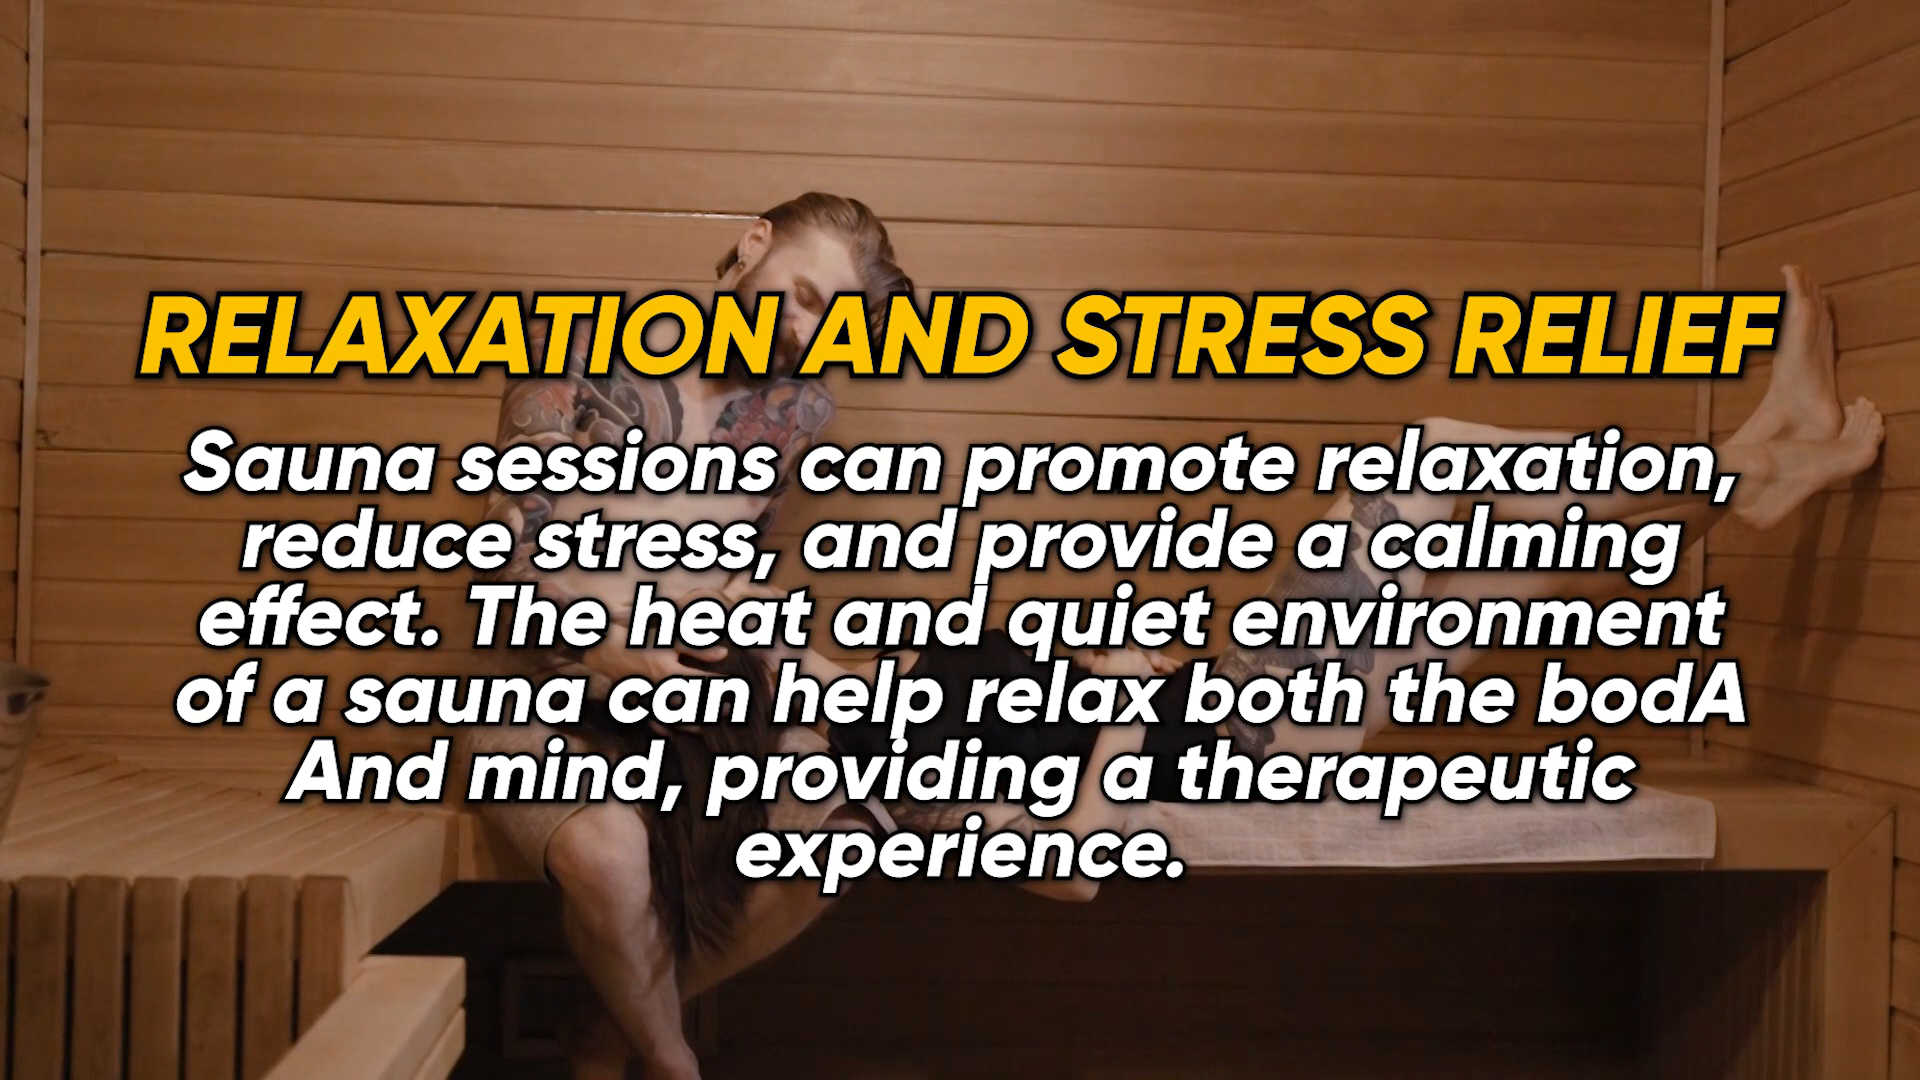 RELAXATION AND STRESS RELIEF
Sauna sessions can promote relaxation,
reduce stress, and provide a calming
effect. The heat and quiet environment
of a sauna can help relax both the bodA
And mind, providing a therapeutic
experience.